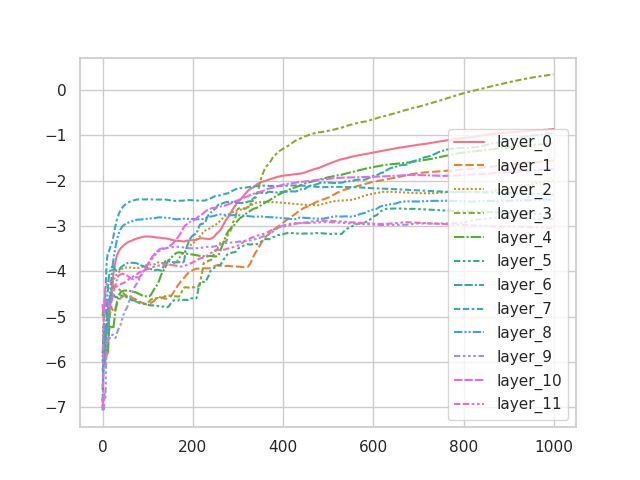 0
−1
−2
−3
−4
−5
−6
−7
0
200
400
600
800
1000
layer_0
layer_1
layer_2
layer_3
layer_4
layer_5
layer_6
layer_7
layer_8
layer_9
layer_10
layer_11